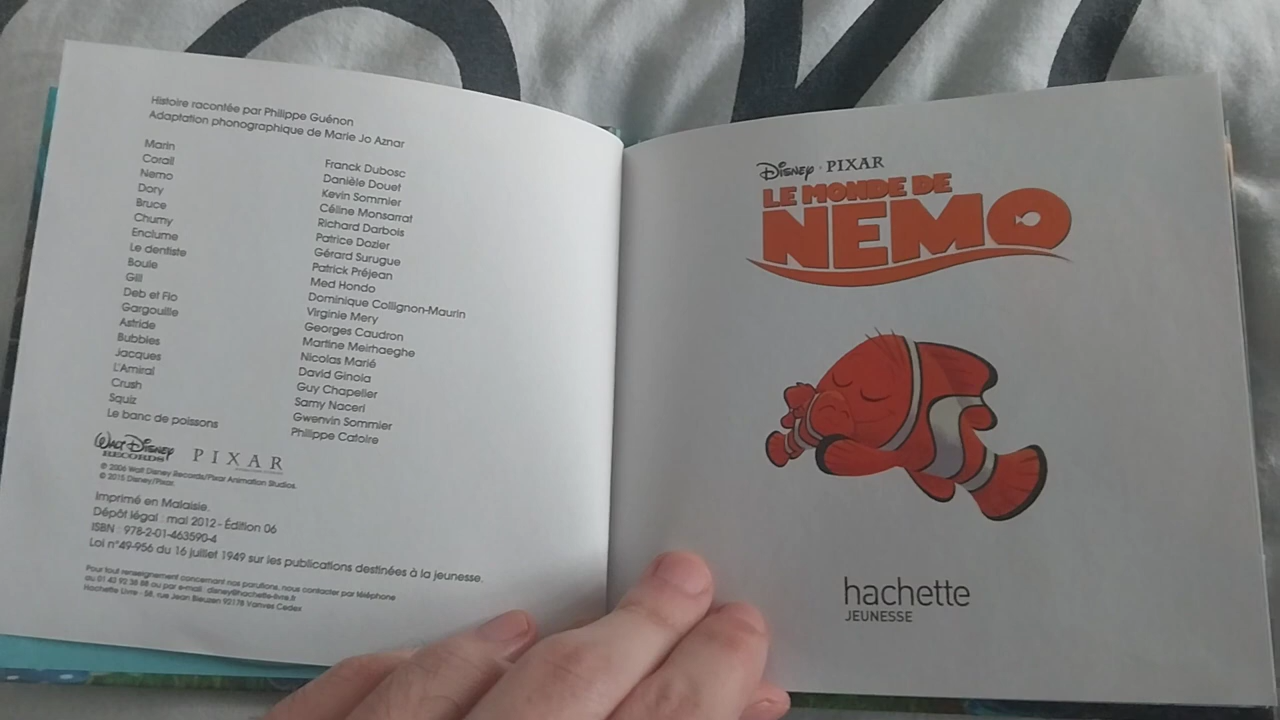 Histoire racontée par Philippe Guénon
Adaptation phonographique de Marie Jo Aznar
Marin Franck Dubosc
Corail Danièle Douet
Nemo Kevin Sommier
Dory Céline Monsarrat
Bruce Richard Darbois
Chumy Patrice Dozier
Enclume Gérard Surugue
Le dentiste Patrick Préjean
Boule Med Hondo
Gill Dominique Collignon-Maurin
Deb et Flo Virginie Mery
Gargouille Georges Caudron
Astride Martine Meirhaeghe
Bubbles Nicolas Marié
Jacques David Ginola
L'Amiral Guy Chapelier
Crush Samy Naceri
Squiz Gwenvin Sommier
Le banc de poissons Philippe Catoire
WALT DISNEY RECORDS PIXAR
© 2006 Walt Disney Records/Pixar Animation Studios.
© 2015 Disney/Pixar.
Imprimé en Malaisie.
Dépôt légal : mai 2012 - Édition 06
ISBN : 978-2-01-463590-4
Loi n°49-956 du 16 juillet 1949 sur les publications destinées à la jeunesse.
Pour tout renseignement concernant nos parutions, nous contacter par téléphone
au 01 43 92 38 88 ou par e-mail : disney@hachette-livre.fr
Hachette Livre - 58, rue Jean Bleuzen 92178 Vanves Cedex
DISNEY · PIXAR
LE MONDE DE
NEMO
hachette
JEUNESSE